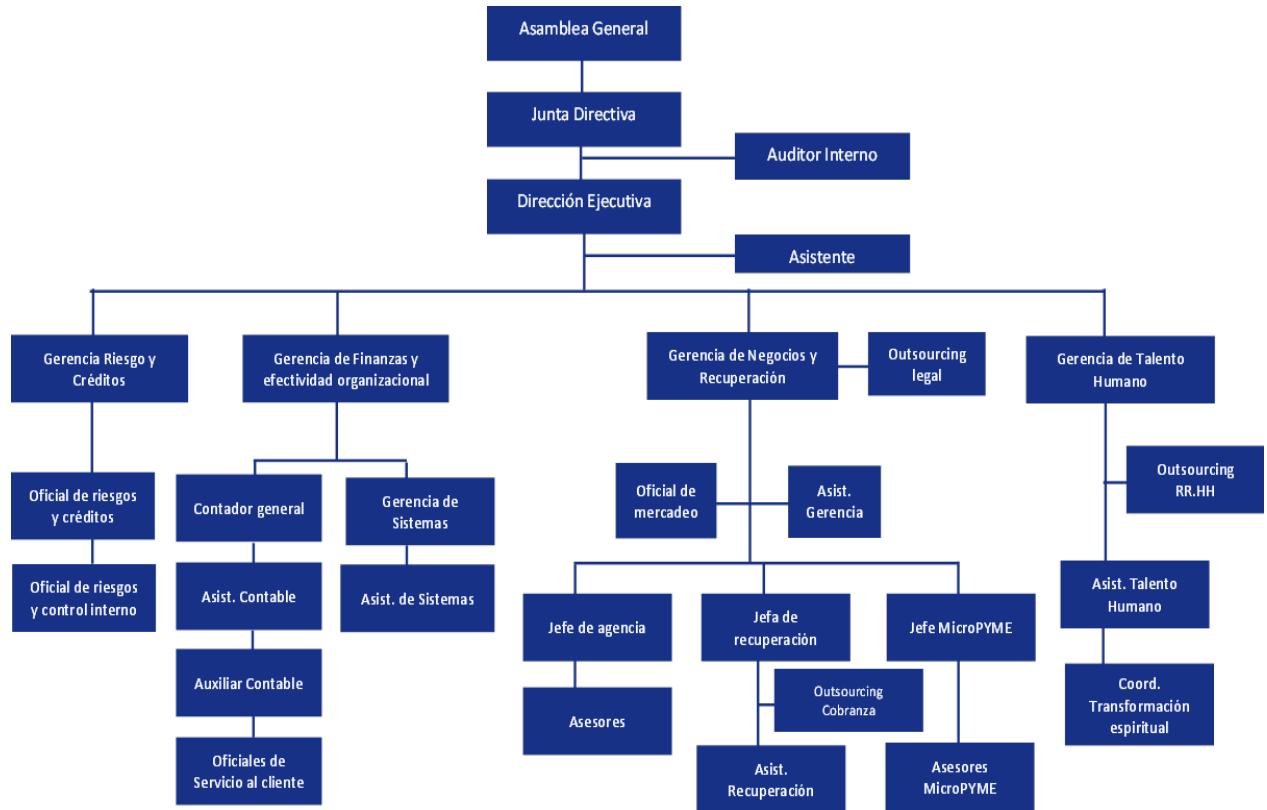 Asamblea General
Junta Directiva
Auditor Interno
Dirección Ejecutiva
Asistente
Gerencia Riesgo y
Créditos
Gerencia de Finanzas y
efectividad organizacional
Gerencia de Negocios y
Recuperación
Outsourcing
legal
Gerencia de Talento
Humano
Oficial de riesgos
y créditos
Contador general
Gerencia de
Sistemas
Oficial de
mercadeo
Asist.
Gerencia
Outsourcing
RR.HH
Oficial de riesgos
y control interno
Asist. Contable
Asist. de Sistemas
Jefe de agencia
Jefa de
recuperación
Jefe MicroPYME
Asist. Talento
Humano
Auxiliar Contable
Asesores
Outsourcing
Cobranza
Coord.
Transformación
espiritual
Oficiales de
Servicio al cliente
Asist.
Recuperación
Asesores
MicroPYME